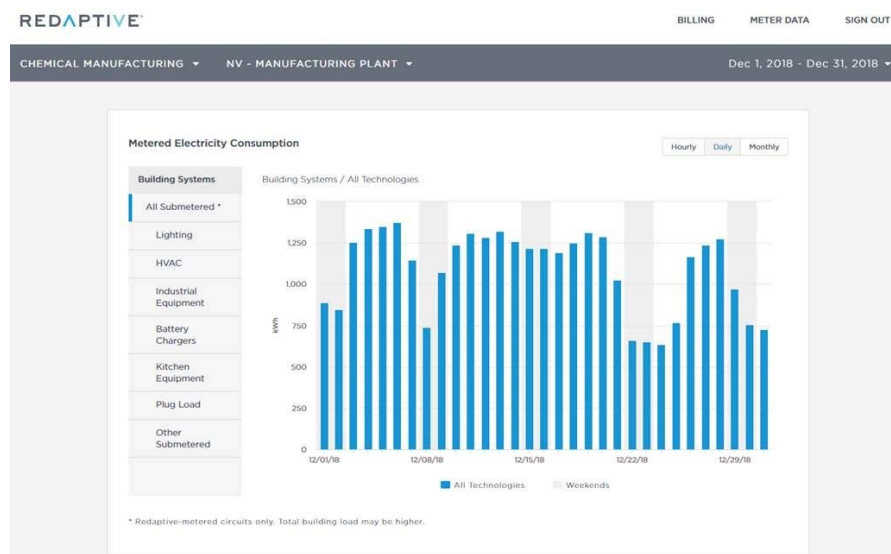 REDAPTIVE
BILLING METER DATA SIGN OUT
CHEMICAL MANUFACTURING NV - MANUFACTURING PLANT Dec 1, 2018 - Dec 31, 2018
Metered Electricity Consumption
Hourly Daily Monthly
Building Systems
All Submetered *
Lighting
HVAC
Industrial
Equipment
Battery
Chargers
Kitchen
Equipment
Plug Load
Other
Submetered
Building Systems / All Technologies
1,500
1,250
1,000
750
500
250
0
kWh
12/01/18 12/08/18 12/15/18 12/22/18 12/29/18
All Technologies Weekends
* Redaptive-metered circuits only. Total building load may be higher.